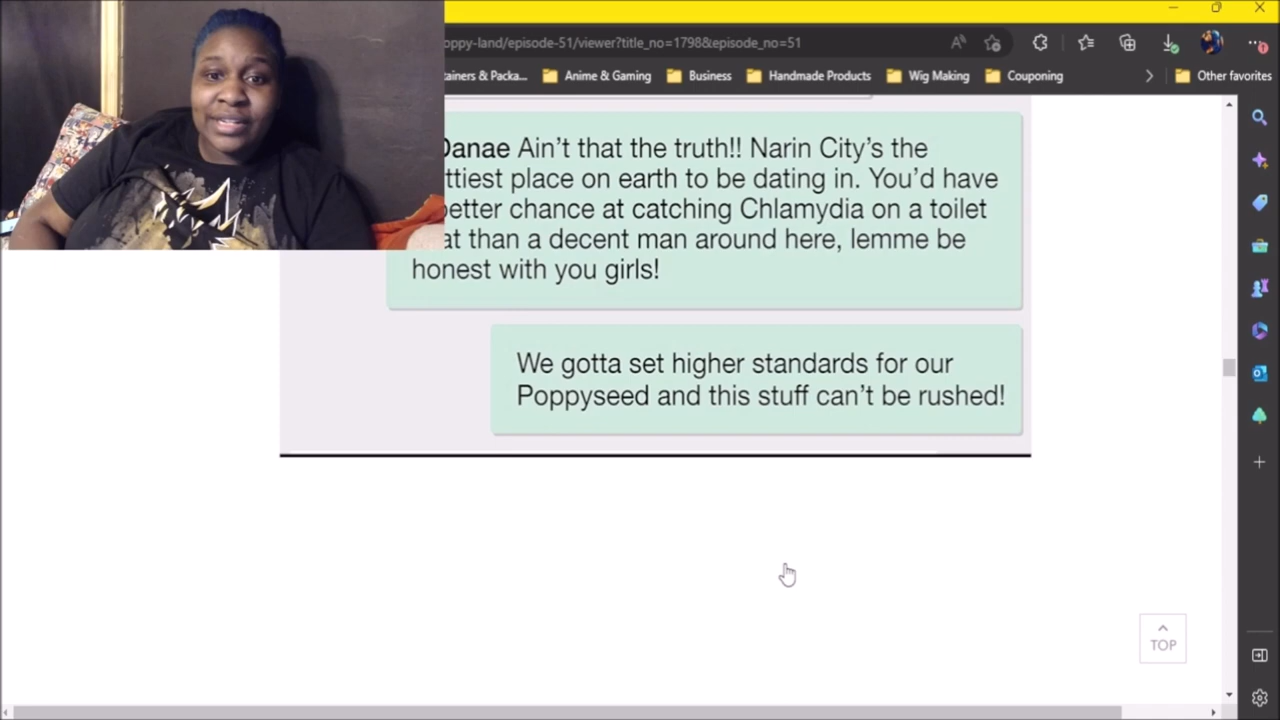 oppy-land/episode-51/viewer?title_no=1798&episode_no=51
tainers & Packa... Anime & Gaming Business Handmade Products Wig Making Couponing Other favorites
Danae Ain't that the truth!! Narin City's the
ttiest place on earth to be dating in. You'd have
better chance at catching Chlamydia on a toilet
at than a decent man around here, lemme be
honest with you girls!
We gotta set higher standards for our
Poppyseed and this stuff can't be rushed!
TOP